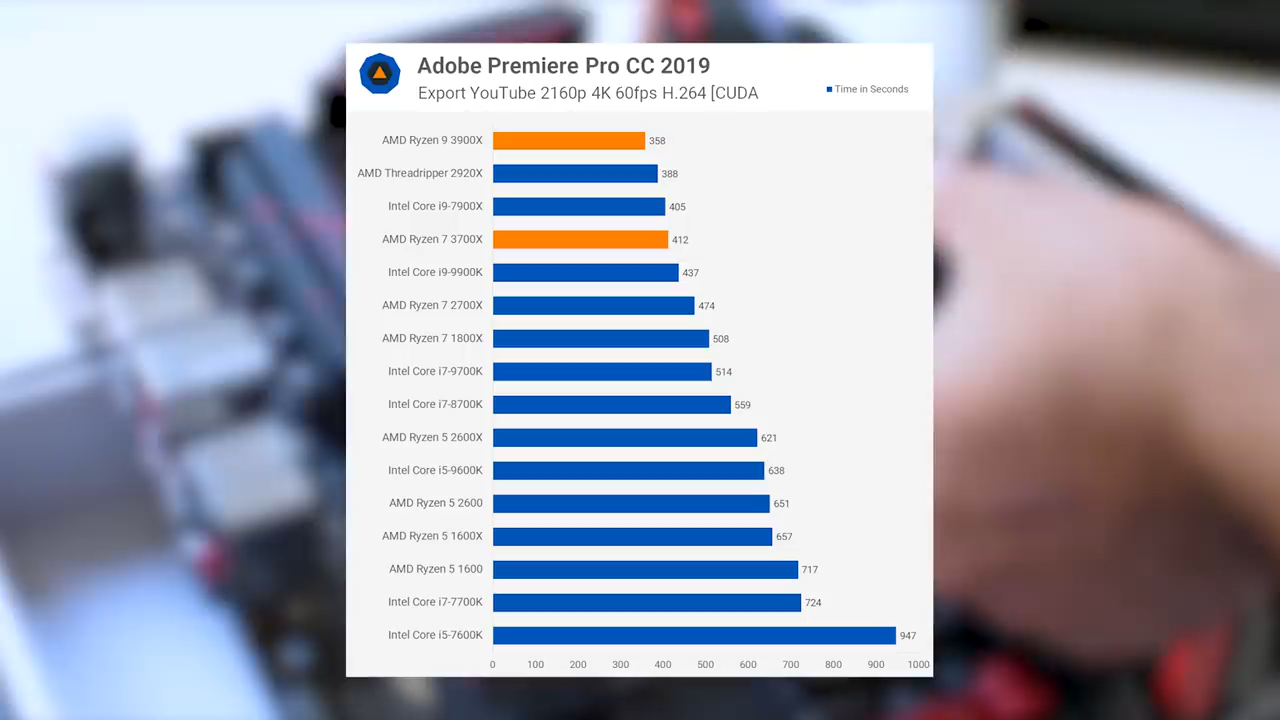 Adobe Premiere Pro CC 2019
Export YouTube 2160p 4K 60fps H.264 [CUDA
Time in Seconds
AMD Ryzen 9 3900X 358
AMD Threadripper 2920X 388
Intel Core i9-7900X 405
AMD Ryzen 7 3700X 412
Intel Core i9-9900K 437
AMD Ryzen 7 2700X 474
AMD Ryzen 7 1800X 508
Intel Core i7-9700K 514
Intel Core i7-8700K 559
AMD Ryzen 5 2600X 621
Intel Core i5-9600K 638
AMD Ryzen 5 2600 651
AMD Ryzen 5 1600X 657
AMD Ryzen 5 1600 717
Intel Core i7-7700K 724
Intel Core i5-7600K 947
0 100 200 300 400 500 600 700 800 900 1000